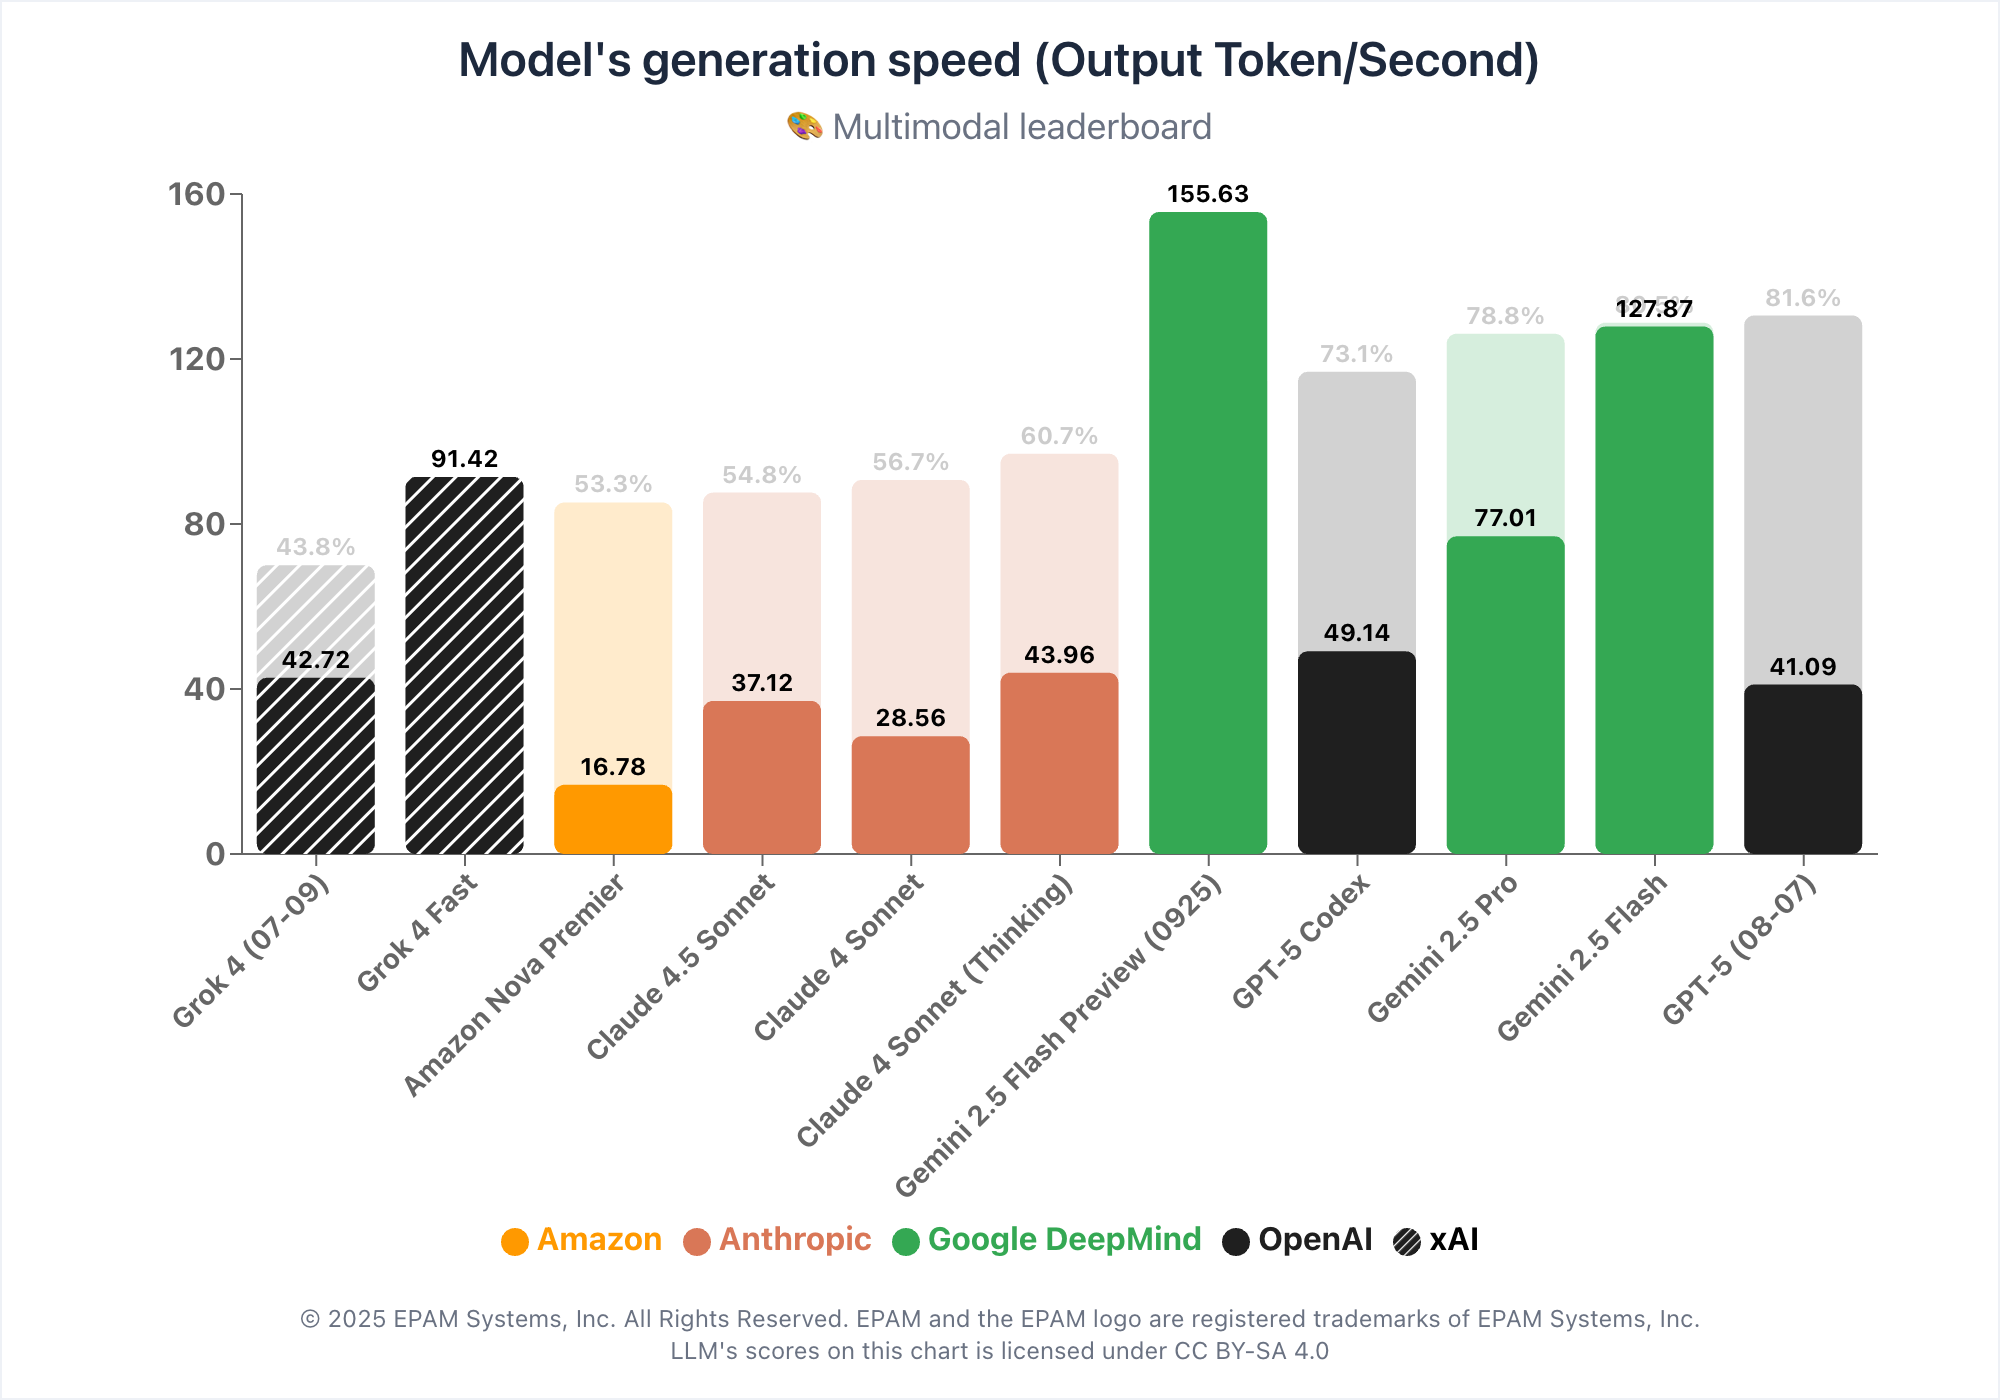 Model's generation speed (Output Token/Second)
🎨 Multimodal leaderboard
160
120
80
40
0
43.8%
42.72
91.42
53.3%
16.78
54.8%
37.12
56.7%
28.56
60.7%
43.96
155.63
73.1%
49.14
78.8%
77.01
127.87
81.6%
41.09
Grok 4 (07-09)
Grok 4 Fast
Amazon Nova Premier
Claude 4.5 Sonnet
Claude 4 Sonnet
Claude 4 Sonnet (Thinking)
Gemini 2.5 Flash Preview (0925)
GPT-5 Codex
Gemini 2.5 Pro
Gemini 2.5 Flash
GPT-5 (08-07)
Amazon Anthropic Google DeepMind OpenAI xAI
© 2025 EPAM Systems, Inc. All Rights Reserved. EPAM and the EPAM logo are registered trademarks of EPAM Systems, Inc.
LLM's scores on this chart is licensed under CC BY-SA 4.0